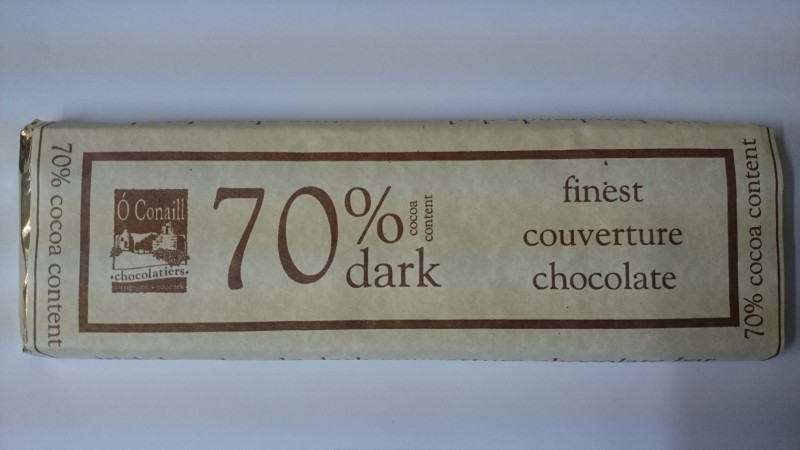 70% cocoa content
Ó Conaill
•chocolatiers•
70%
cocoa
content
dark
finest
couverture
chocolate
70% cocoa content